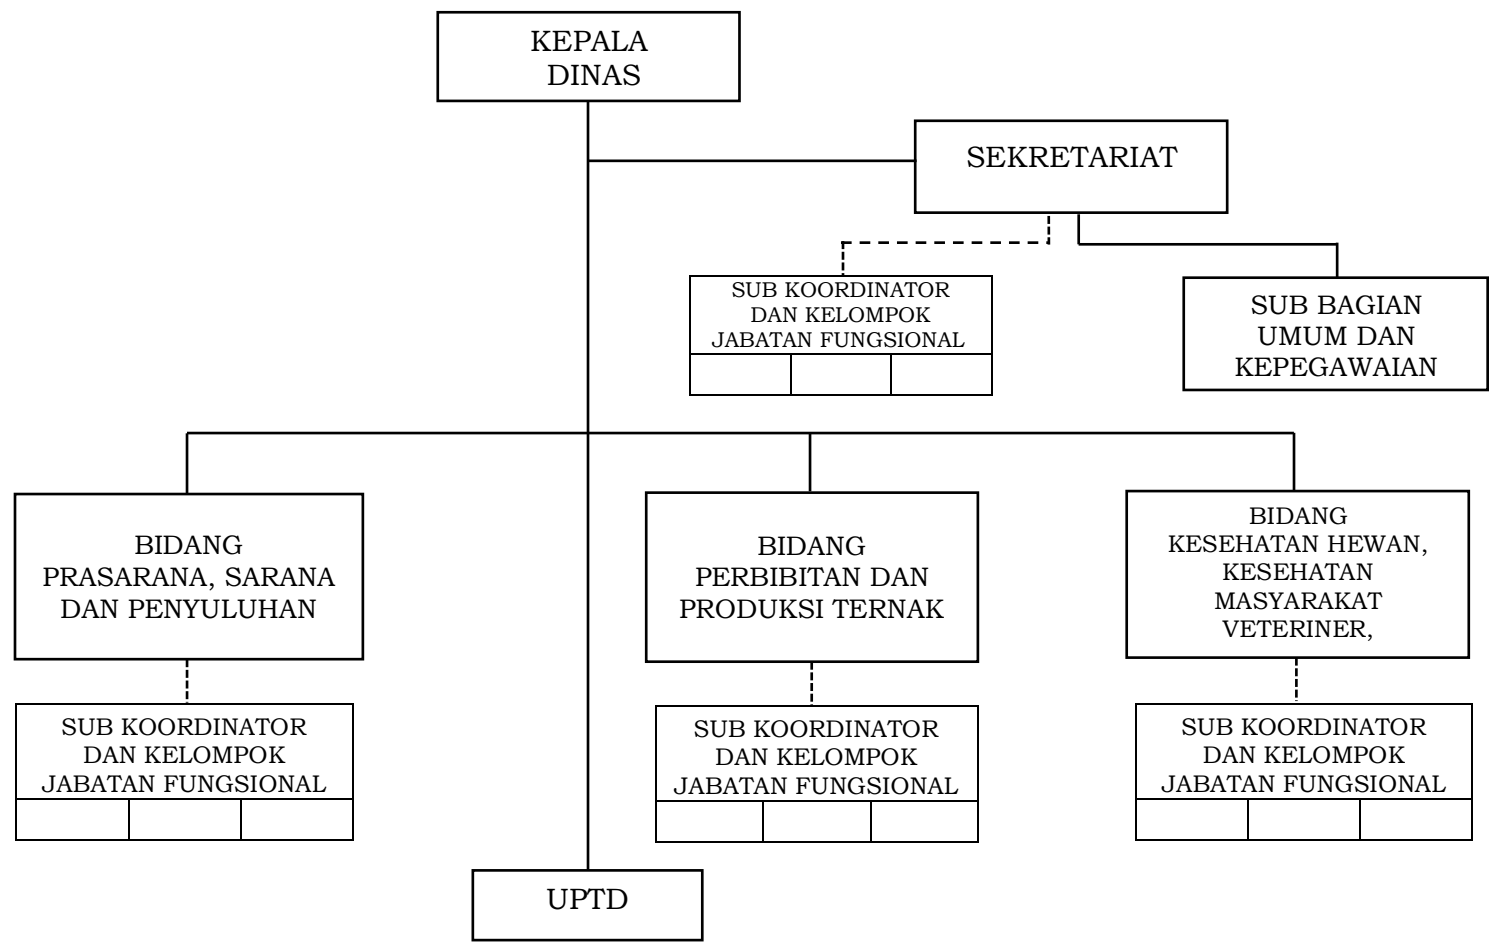 KEPALA
DINAS
SEKRETARIAT
SUB KOORDINATOR
DAN KELOMPOK
JABATAN FUNGSIONAL
SUB BAGIAN
UMUM DAN
KEPEGAWAIAN
BIDANG
PRASARANA, SARANA
DAN PENYULUHAN
BIDANG
PERBIBITAN DAN
PRODUKSI TERNAK
BIDANG
KESEHATAN HEWAN,
KESEHATAN
MASYARAKAT
VETERINER,
SUB KOORDINATOR
DAN KELOMPOK
JABATAN FUNGSIONAL
SUB KOORDINATOR
DAN KELOMPOK
JABATAN FUNGSIONAL
SUB KOORDINATOR
DAN KELOMPOK
JABATAN FUNGSIONAL
UPTD